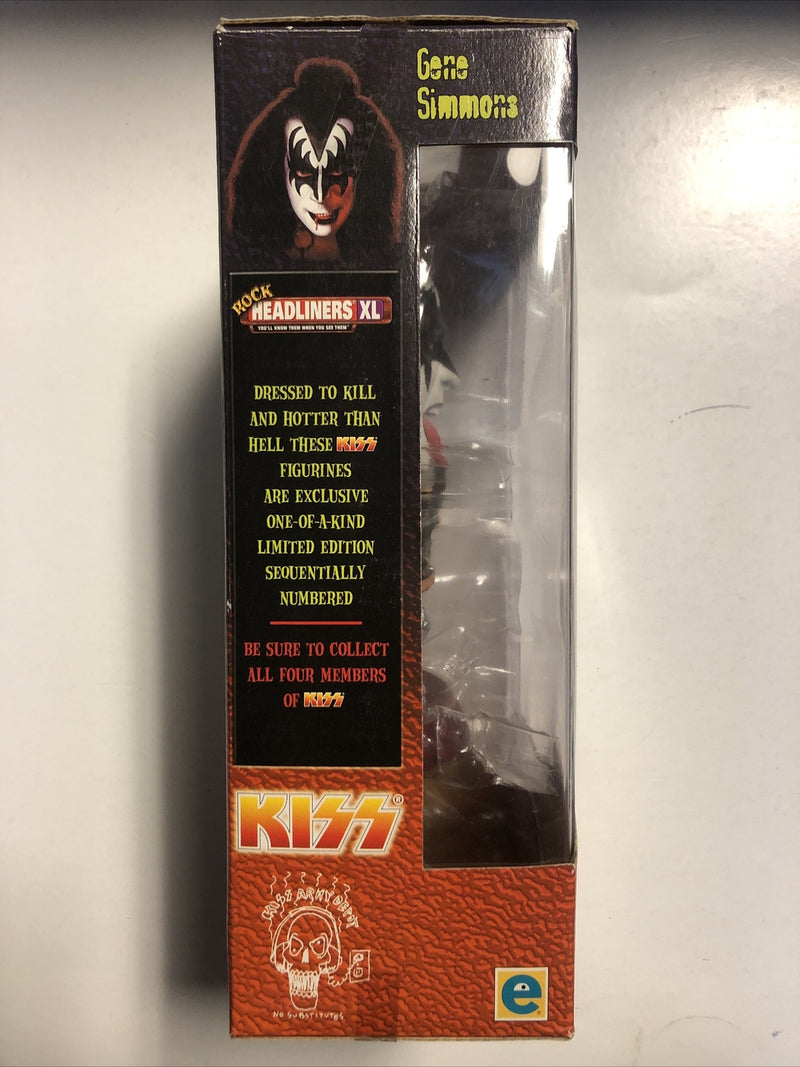 Gene
Simmons
ROCK
HEADLINERS XL
YOU'LL KNOW THEM WHEN YOU SEE THEM™
DRESSED TO KILL
AND HOTTER THAN
HELL THESE KISS
FIGURINES
ARE EXCLUSIVE
ONE-OF-A-KIND
LIMITED EDITION
SEQUENTIALLY
NUMBERED
BE SURE TO COLLECT
ALL FOUR MEMBERS
OF KISS
KISS®
KISS ARMY DEPOT
NO SUBSTITUTES
e